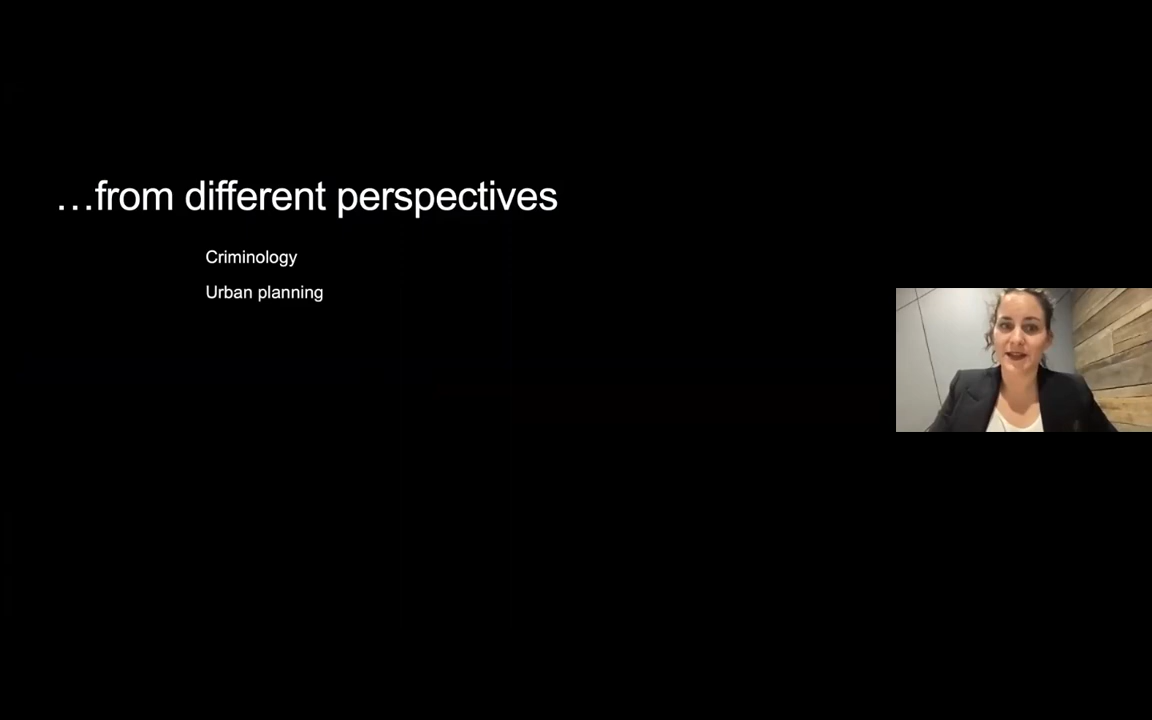 …from different perspectives
Criminology
Urban planning